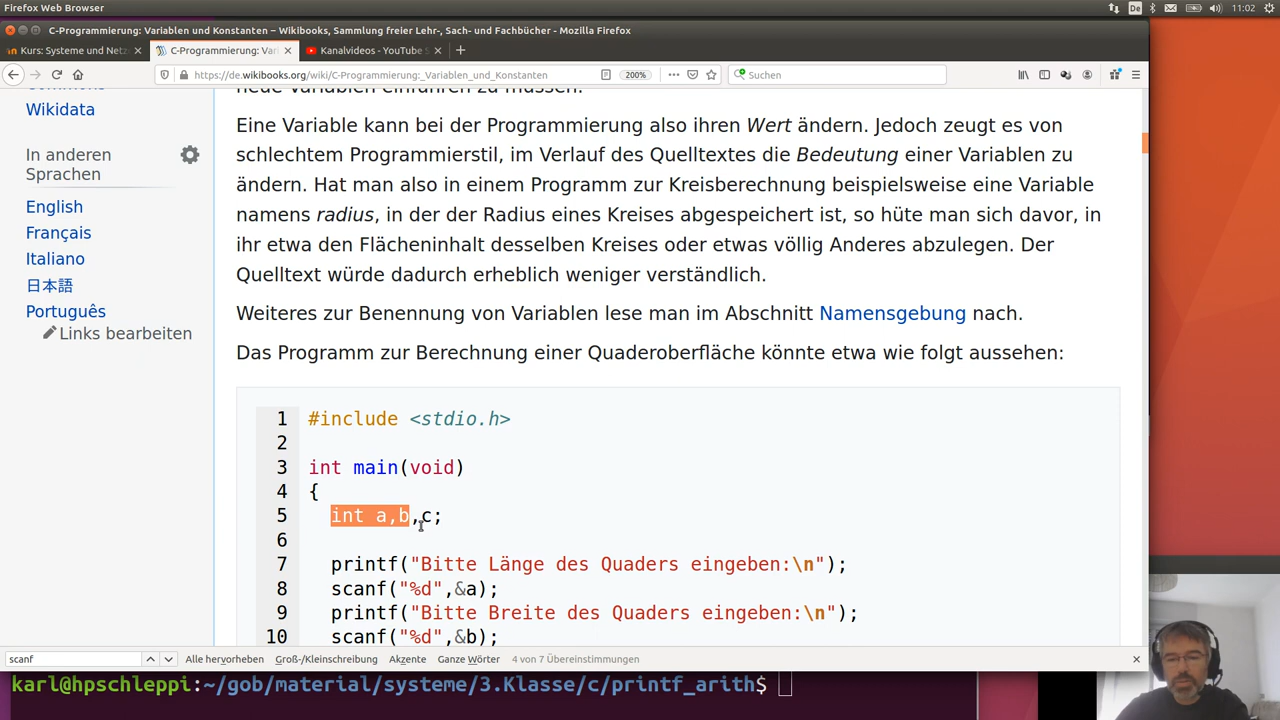 Firefox Web Browser
De
11:02
C-Programmierung: Variablen und Konstanten – Wikibooks, Sammlung freier Lehr-, Sach- und Fachbücher - Mozilla Firefox
Kurs: Systeme und Netz
C-Programmierung: Var
Kanalvideos - YouTube S
https://de.wikibooks.org/wiki/C-Programmierung:_Variablen_und_Konstanten
200%
Suchen
Commons
Wikidata
In anderen
Sprachen
English
Français
Italiano
日本語
Português
Links bearbeiten
neue Variablen einführen zu müssen.
Eine Variable kann bei der Programmierung also ihren Wert ändern. Jedoch zeugt es von
schlechtem Programmierstil, im Verlauf des Quelltextes die Bedeutung einer Variablen zu
ändern. Hat man also in einem Programm zur Kreisberechnung beispielsweise eine Variable
namens radius, in der der Radius eines Kreises abgespeichert ist, so hüte man sich davor, in
ihr etwa den Flächeninhalt desselben Kreises oder etwas völlig Anderes abzulegen. Der
Quelltext würde dadurch erheblich weniger verständlich.
Weiteres zur Benennung von Variablen lese man im Abschnitt Namensgebung nach.
Das Programm zur Berechnung einer Quaderoberfläche könnte etwa wie folgt aussehen:
1 #include <stdio.h>
2
3 int main(void)
4 {
5 int a,b,c;
6
7 printf("Bitte Länge des Quaders eingeben:\n");
8 scanf("%d",&a);
9 printf("Bitte Breite des Quaders eingeben:\n");
10 scanf("%d",&b);
scanf
Alle hervorheben
Groß-/Kleinschreibung
Akzente
Ganze Wörter
4 von 7 Übereinstimmungen
karl@hpschleppi:~/gob/material/systeme/3.Klasse/c/printf_arith$